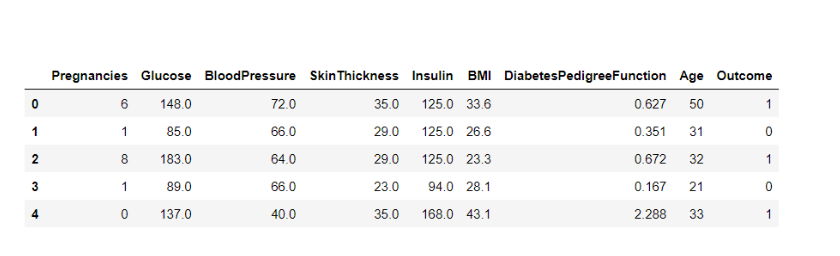 Pregnancies Glucose BloodPressure SkinThickness Insulin BMI DiabetesPedigreeFunction Age Outcome
0 6 148.0 72.0 35.0 125.0 33.6 0.627 50 1
1 1 85.0 66.0 29.0 125.0 26.6 0.351 31 0
2 8 183.0 64.0 29.0 125.0 23.3 0.672 32 1
3 1 89.0 66.0 23.0 94.0 28.1 0.167 21 0
4 0 137.0 40.0 35.0 168.0 43.1 2.288 33 1